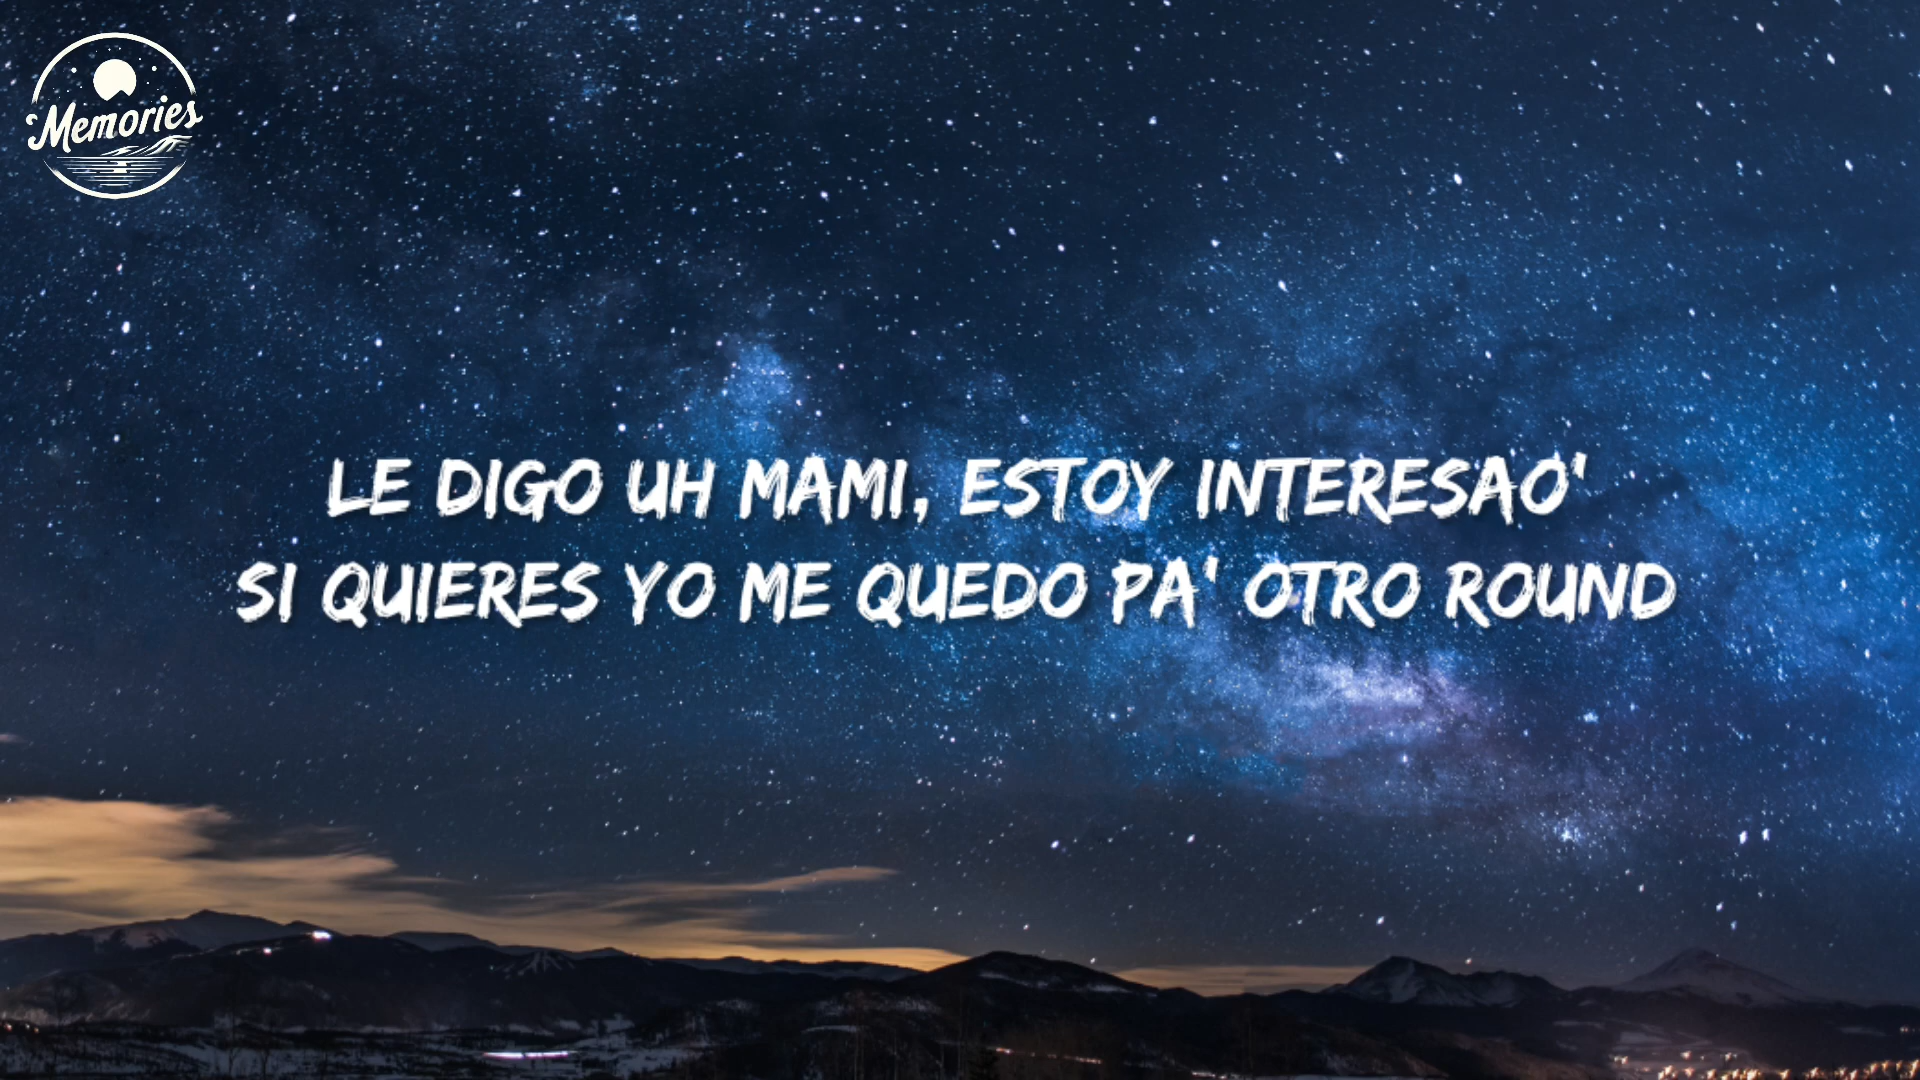 Memories
LE DIGO UH MAMI, ESTOY INTERESAO'
SI QUIERES YO ME QUEDO PA' OTRO ROUND